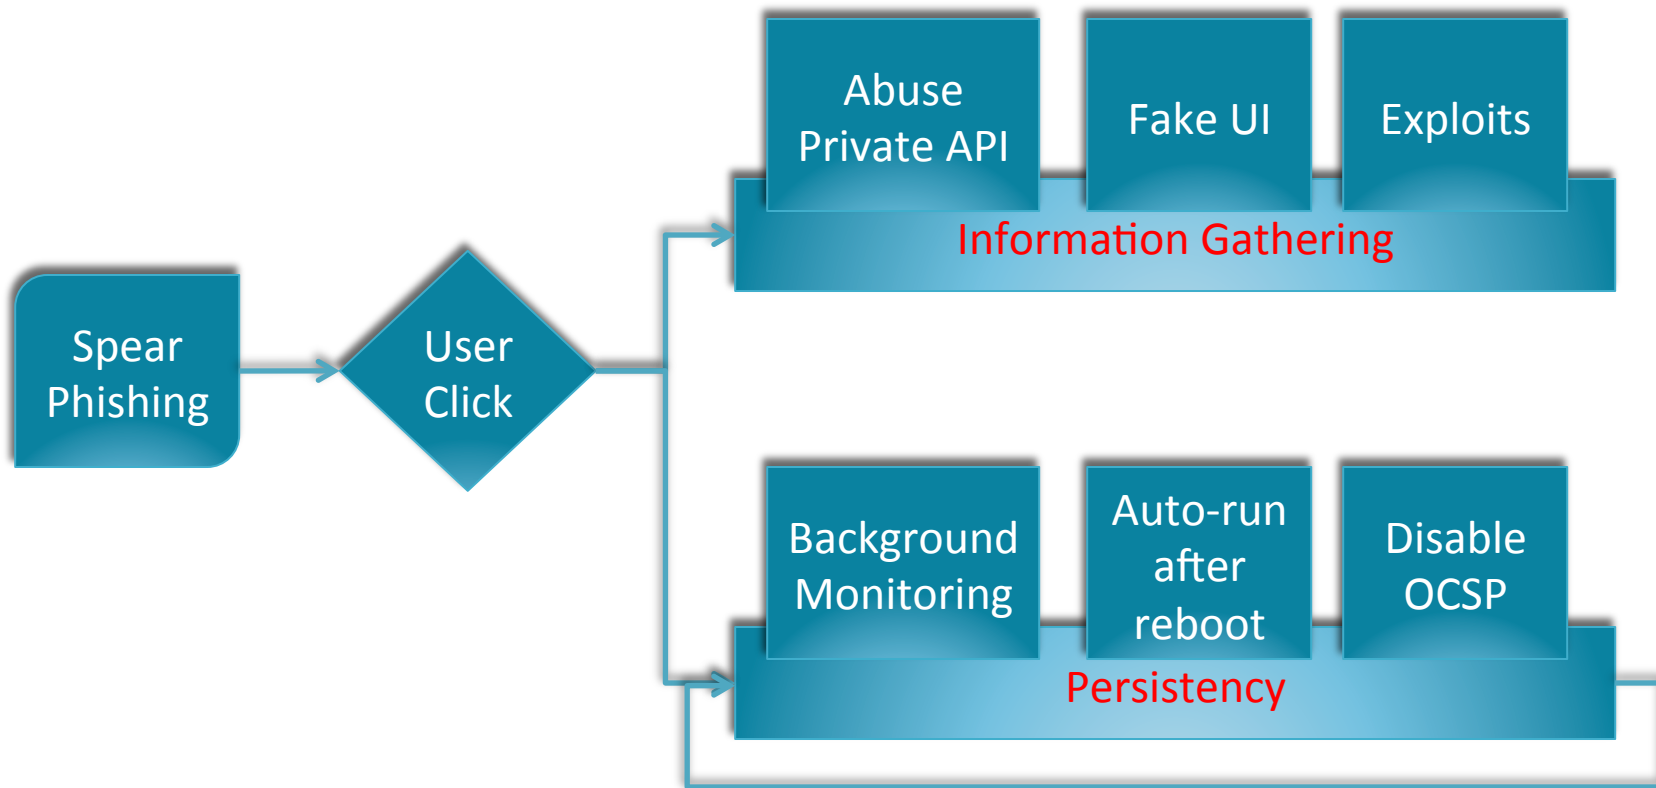 Abuse
Private API
Fake UI
Exploits
Information Gathering
Spear
Phishing
User
Click
Background
Monitoring
Auto-run
after
reboot
Disable
OCSP
Persistency